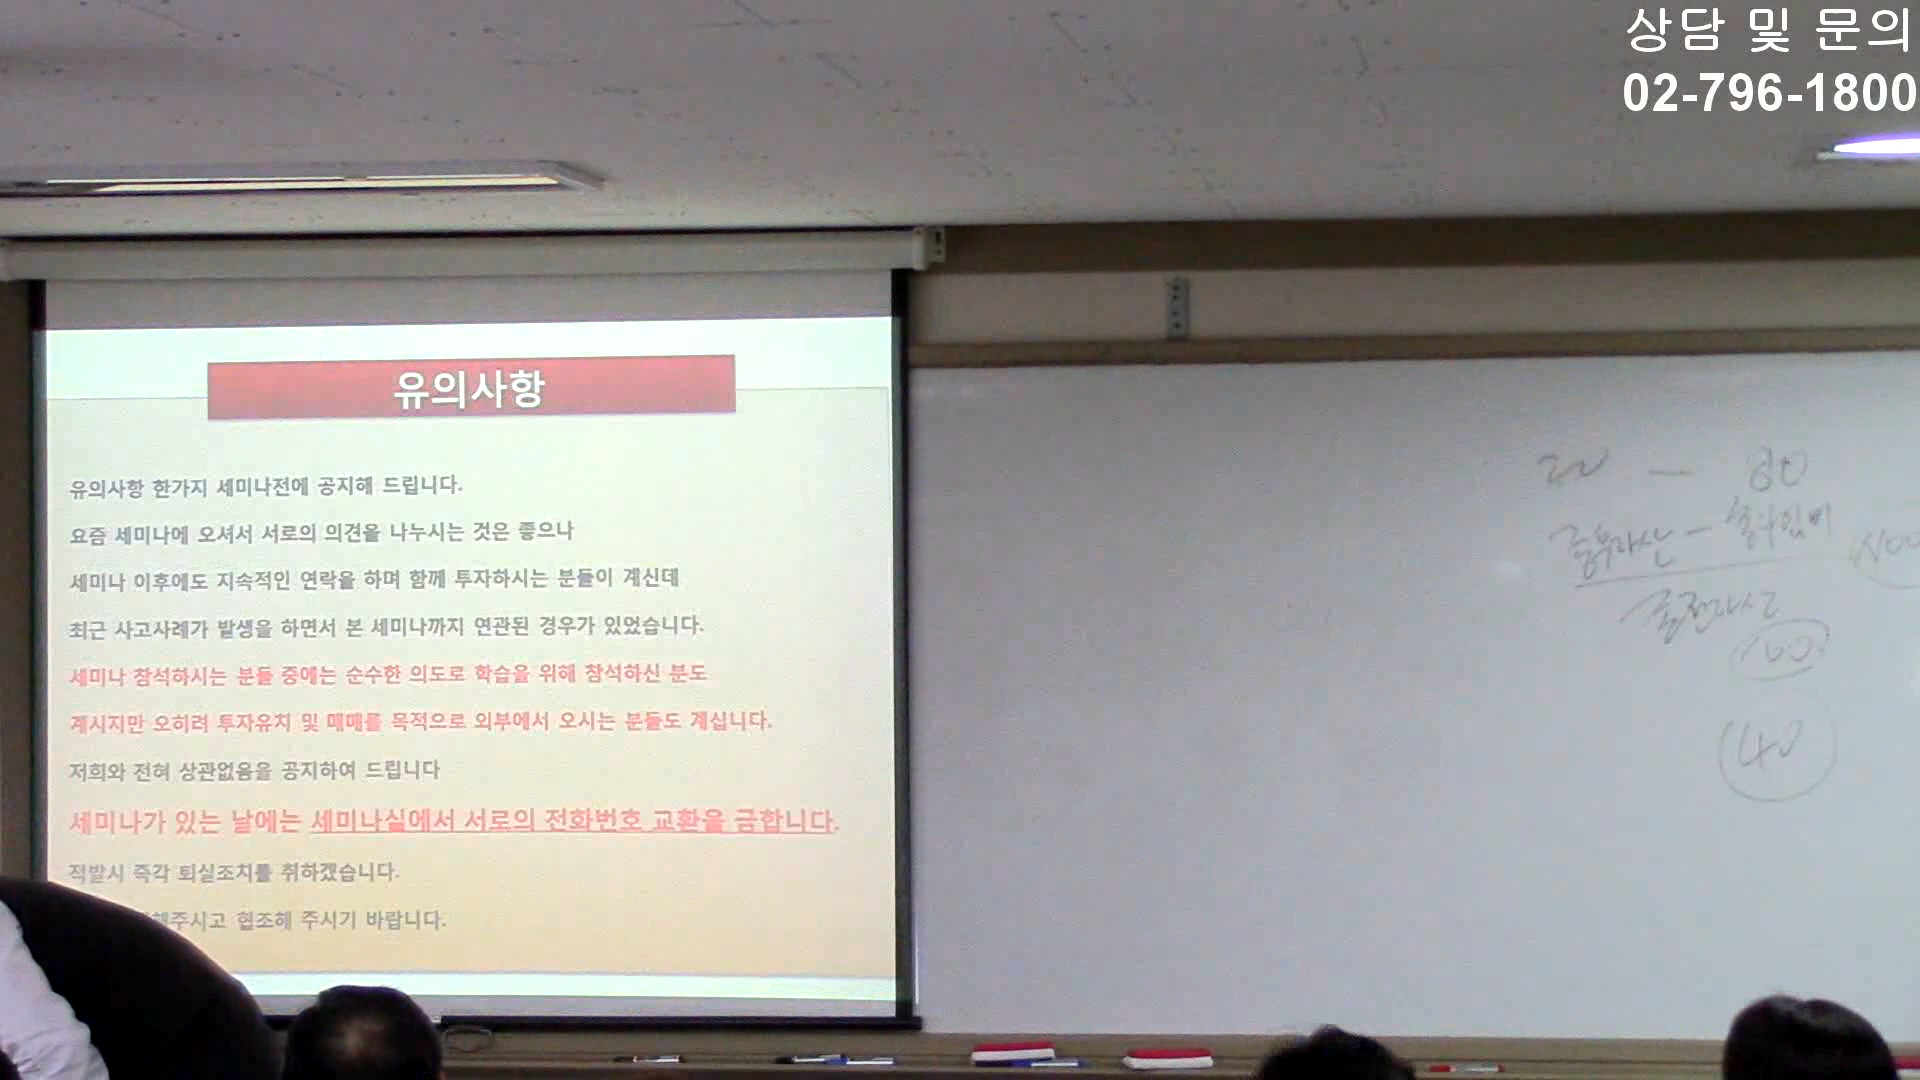 상담 및 문의
02-796-1800
유의사항
유의사항 한가지 세미나전에 공지해 드립니다.
요즘 세미나에 오셔서 서로의 의견을 나누시는 것은 좋으나
세미나 이후에도 지속적인 연락을 하며 함께 투자하시는 분들이 계신데
최근 사고사례가 발생을 하면서 본 세미나까지 연관된 경우가 있었습니다.
세미나 참석하시는 분들 중에는 순수한 의도로 학습을 위해 참석하신 분도
계시지만 오히려 투자유치 및 매매를 목적으로 외부에서 오시는 분들도 계십니다.
저희와 전혀 상관없음을 공지하여 드립니다
세미나가 있는 날에는 세미나실에서 서로의 전화번호 교환을 금합니다.
적발시 즉각 퇴실조치를 취하겠습니다.
해주시고 협조해 주시기 바랍니다.
40